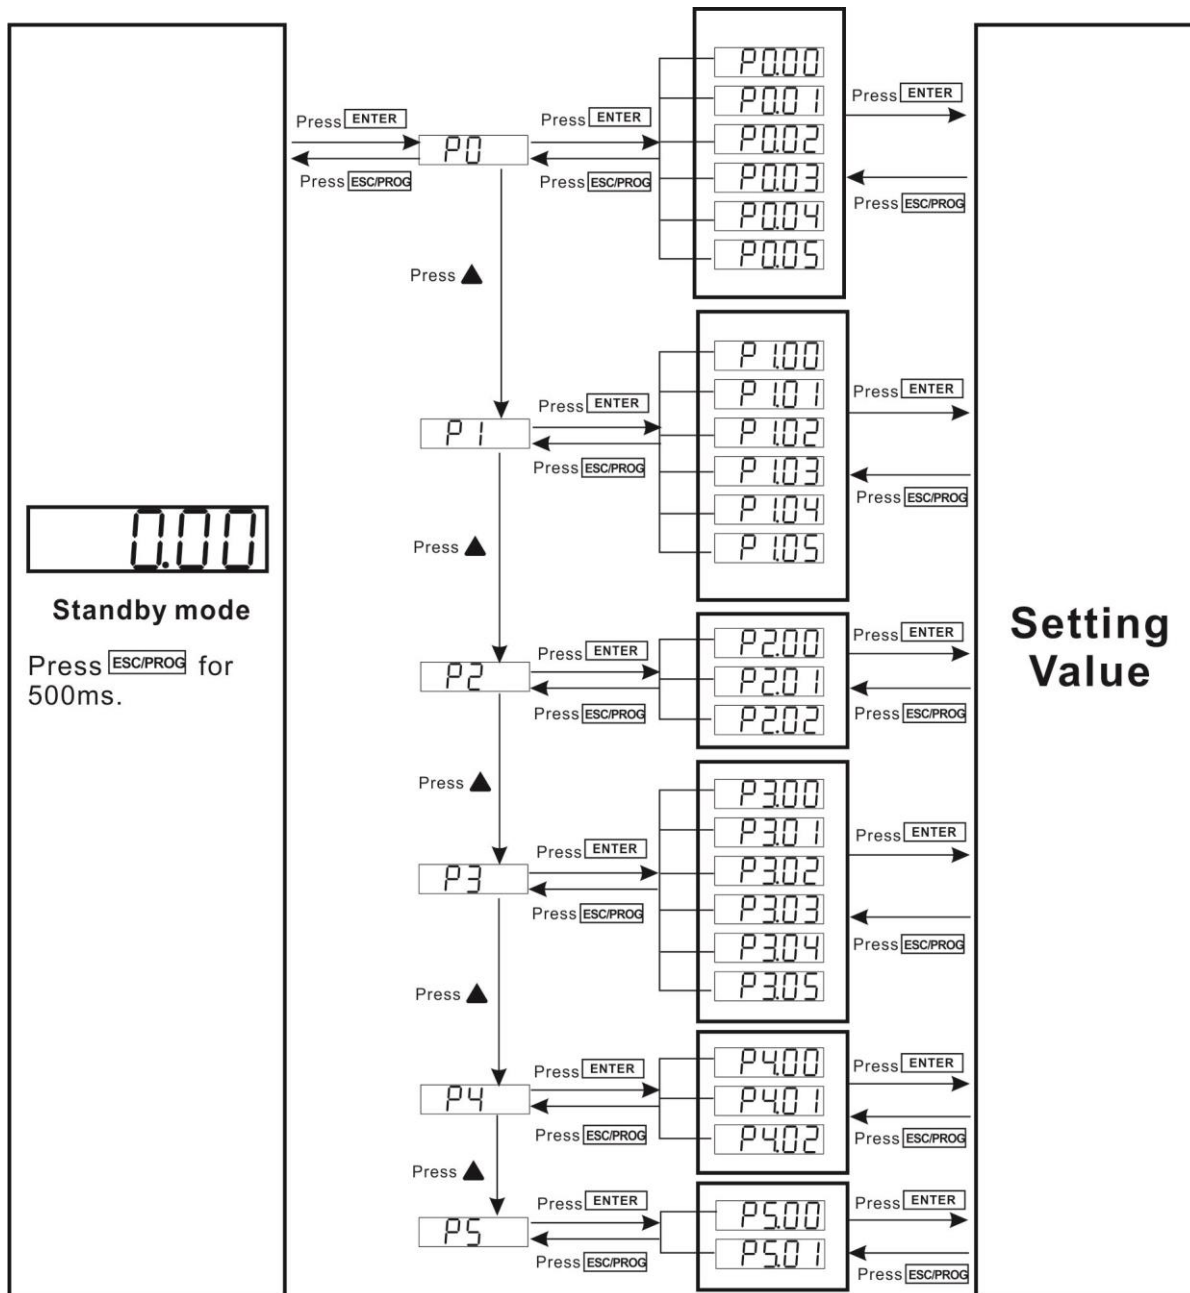 0.00
Standby mode
Press ESC/PROG for
500ms.
Press ENTER
Press ESC/PROG
P0
Press ENTER
Press ESC/PROG
P0.00
P0.01
P0.02
P0.03
P0.04
P0.05
Press ENTER
Press ESC/PROG
Press ▲
P1
Press ENTER
Press ESC/PROG
P1.00
P1.01
P1.02
P1.03
P1.04
P1.05
Press ENTER
Press ESC/PROG
Press ▲
P2
Press ENTER
Press ESC/PROG
P2.00
P2.01
P2.02
Press ENTER
Press ESC/PROG
Press ▲
P3
Press ENTER
Press ESC/PROG
P3.00
P3.01
P3.02
P3.03
P3.04
P3.05
Press ENTER
Press ESC/PROG
Press ▲
P4
Press ENTER
Press ESC/PROG
P4.00
P4.01
P4.02
Press ENTER
Press ESC/PROG
Press ▲
P5
Press ENTER
Press ESC/PROG
P5.00
P5.01
Press ENTER
Press ESC/PROG
Setting
Value